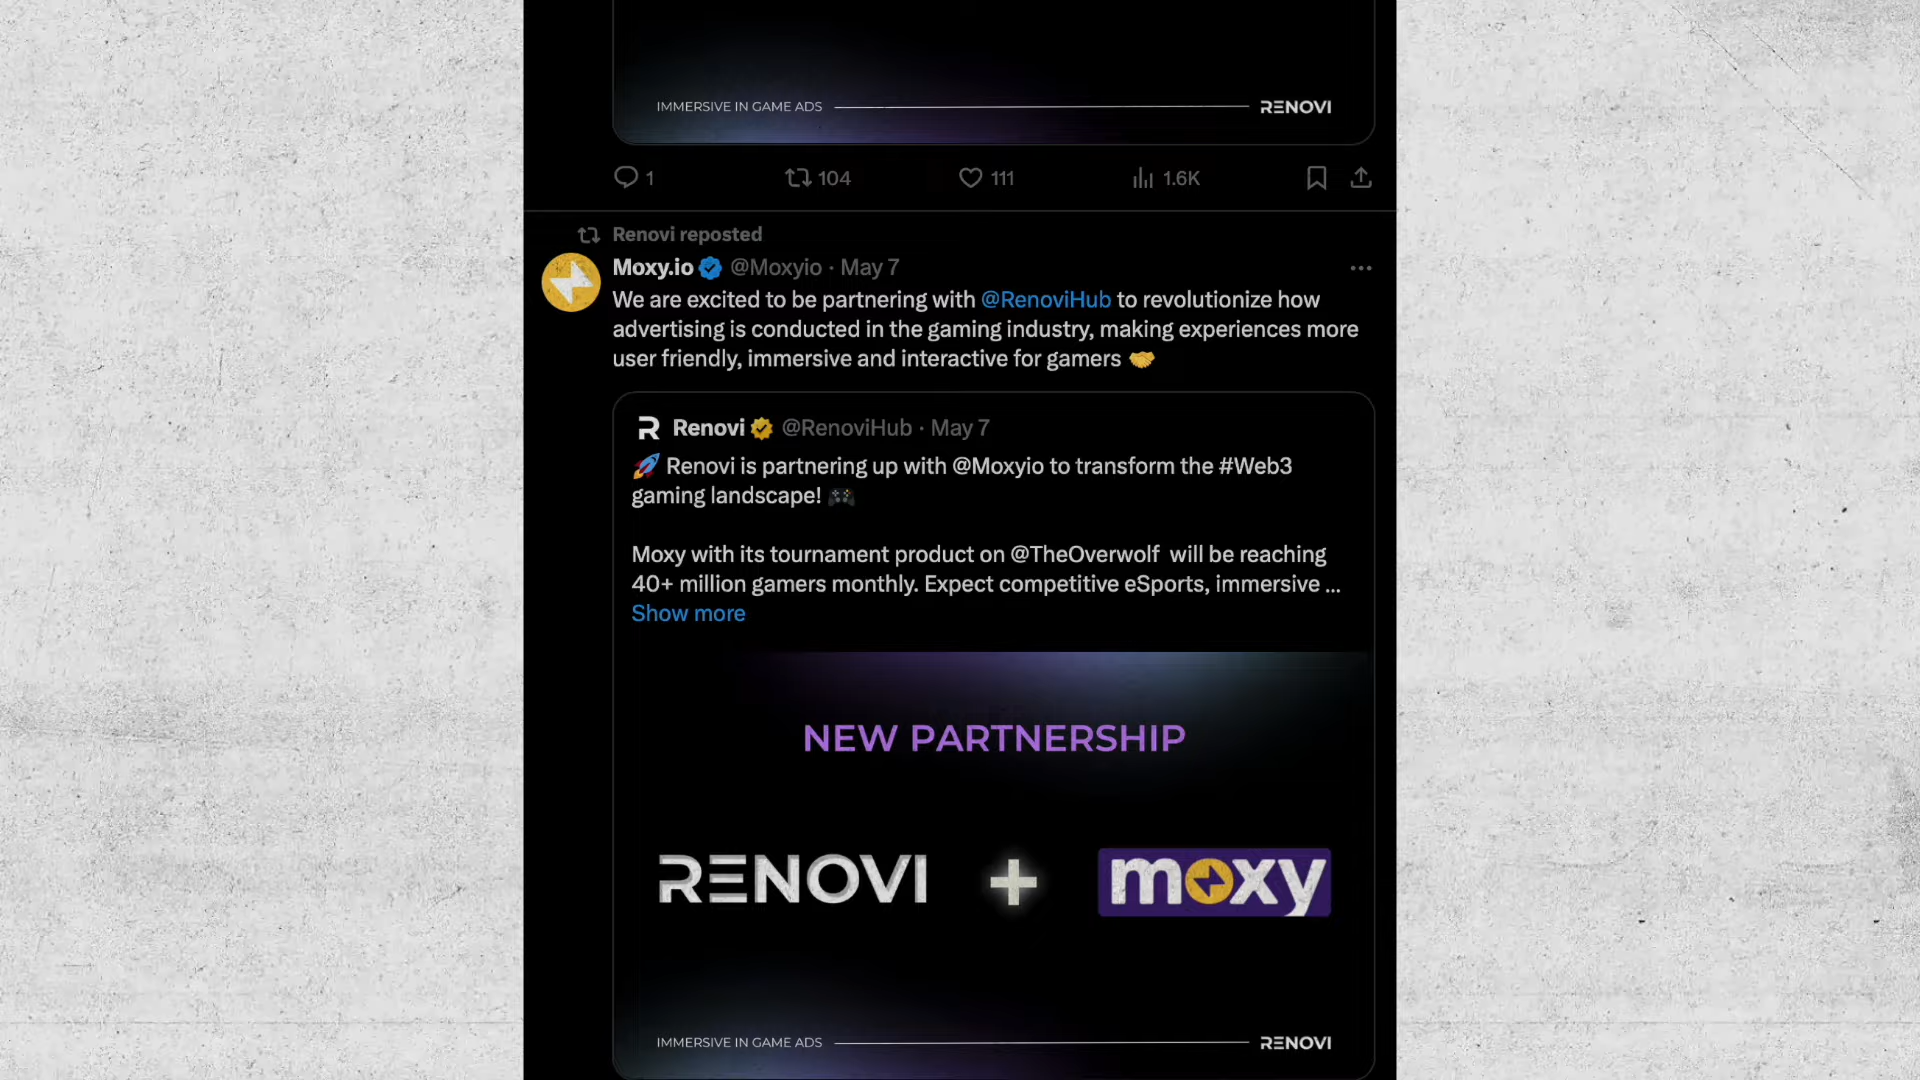 IMMERSIVE IN GAME ADS RENOVI
1 104 111 1.6K
Renovi reposted
Moxy.io @Moxyio · May 7
We are excited to be partnering with @RenoviHub to revolutionize how
advertising is conducted in the gaming industry, making experiences more
user friendly, immersive and interactive for gamers 🤝
Renovi @RenoviHub · May 7
🚀 Renovi is partnering up with @Moxyio to transform the #Web3
gaming landscape! 🎮
Moxy with its tournament product on @TheOverwolf will be reaching
40+ million gamers monthly. Expect competitive eSports, immersive ...
Show more
NEW PARTNERSHIP
RENOVI + moxy
IMMERSIVE IN GAME ADS RENOVI